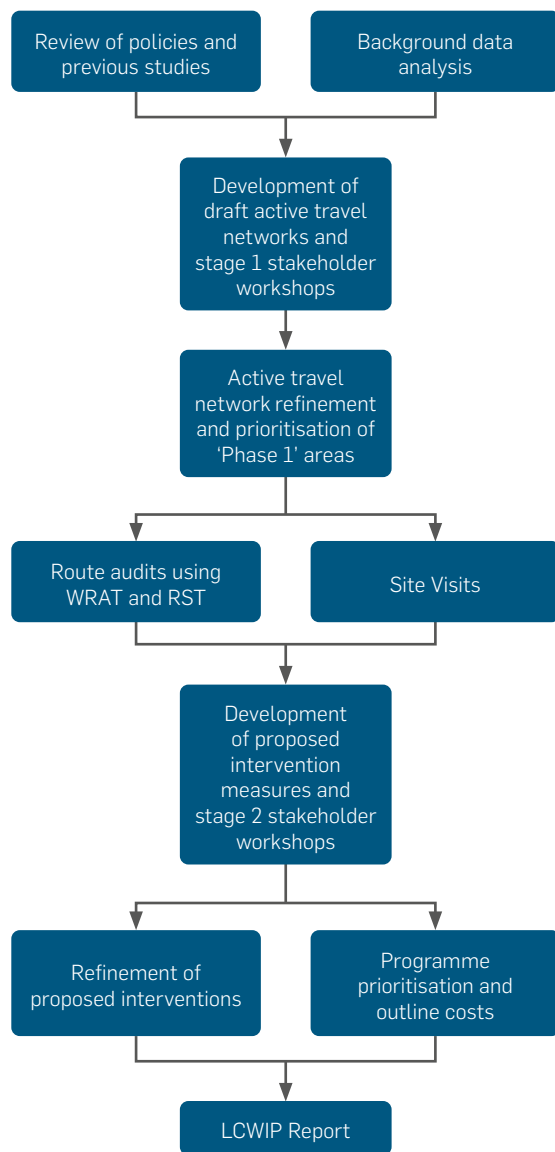 Review of policies and
previous studies
Background data
analysis
Development of
draft active travel
networks and
stage 1 stakeholder
workshops
Active travel
network refinement
and prioritisation of
‘Phase 1’ areas
Route audits using
WRAT and RST
Site Visits
Development
of proposed
intervention
measures and
stage 2 stakeholder
workshops
Refinement of
proposed interventions
Programme
prioritisation and
outline costs
LCWIP Report